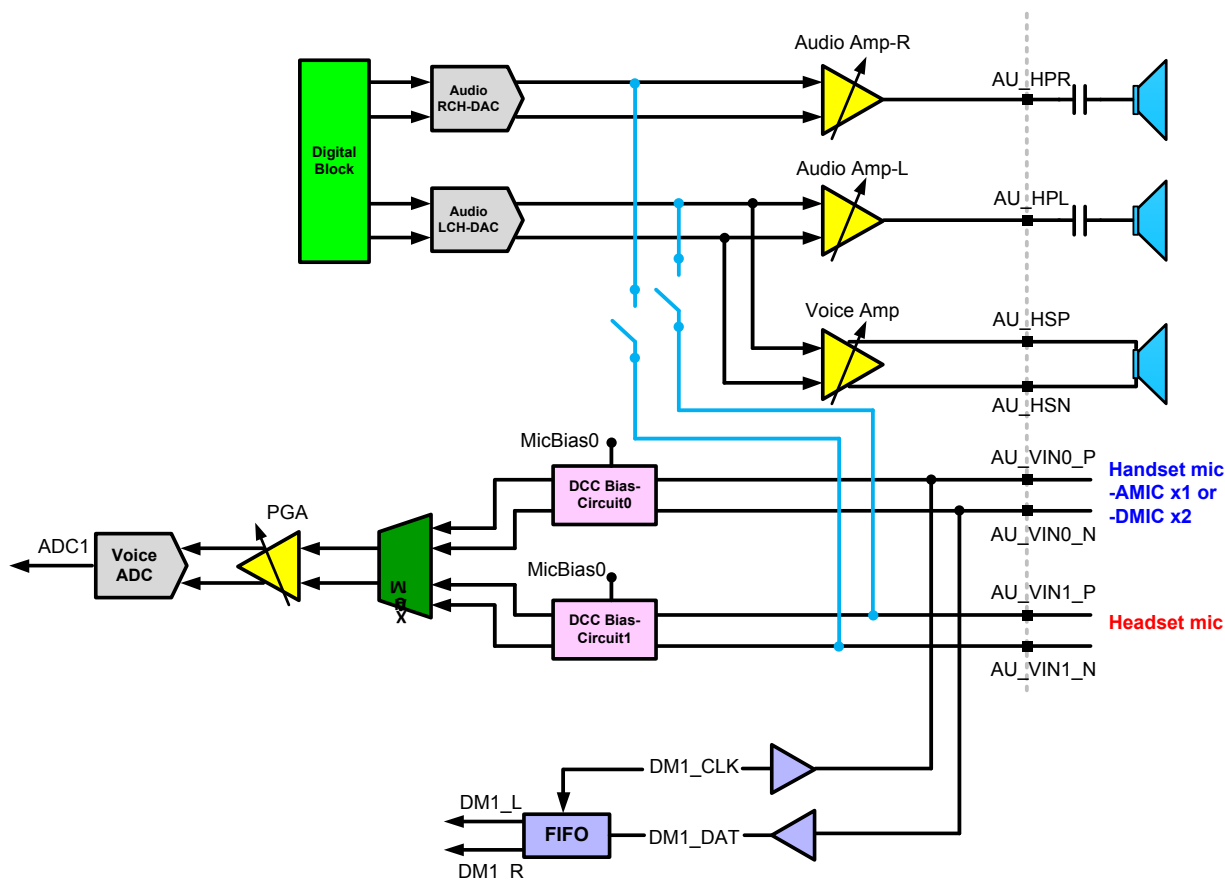 Audio Amp-R
AU_HPR
Audio
RCH-DAC
Digital
Block
Audio Amp-L
AU_HPL
Audio
LCH-DAC
Voice Amp
AU_HSP
AU_HSN
MicBias0
DCC Bias-
Circuit0
AU_VIN0_P
Handset mic
-AMIC x1 or
-DMIC x2
AU_VIN0_N
PGA
ADC1
Voice
ADC
MUX
MicBias0
DCC Bias-
Circuit1
AU_VIN1_P
Headset mic
AU_VIN1_N
DM1_CLK
DM1_L
FIFO
DM1_DAT
DM1_R